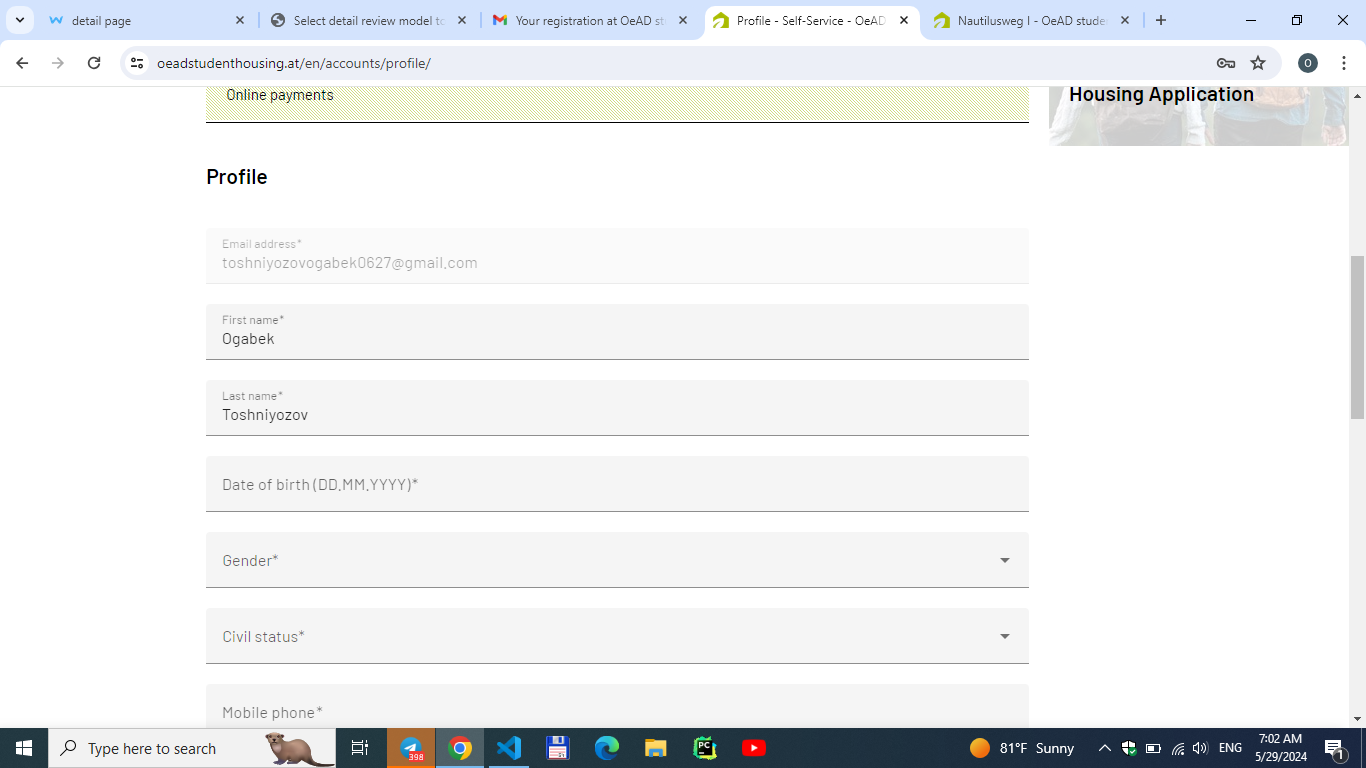 detail page
Select detail review model to
Your registration at OeAD st
Profile - Self-Service - OeAD
Nautilusweg I - OeAD stude
oeadstudenthousing.at/en/accounts/profile/
O
Online payments
Housing Application
Profile
Email address*
toshniyozovogabek0627@gmail.com
First name*
Ogabek
Last name*
Toshniyozov
Date of birth (DD.MM.YYYY)*
Gender*
Civil status*
Mobile phone*
Type here to search
398
PC
81°F Sunny
ENG
7:02 AM
5/29/2024
1